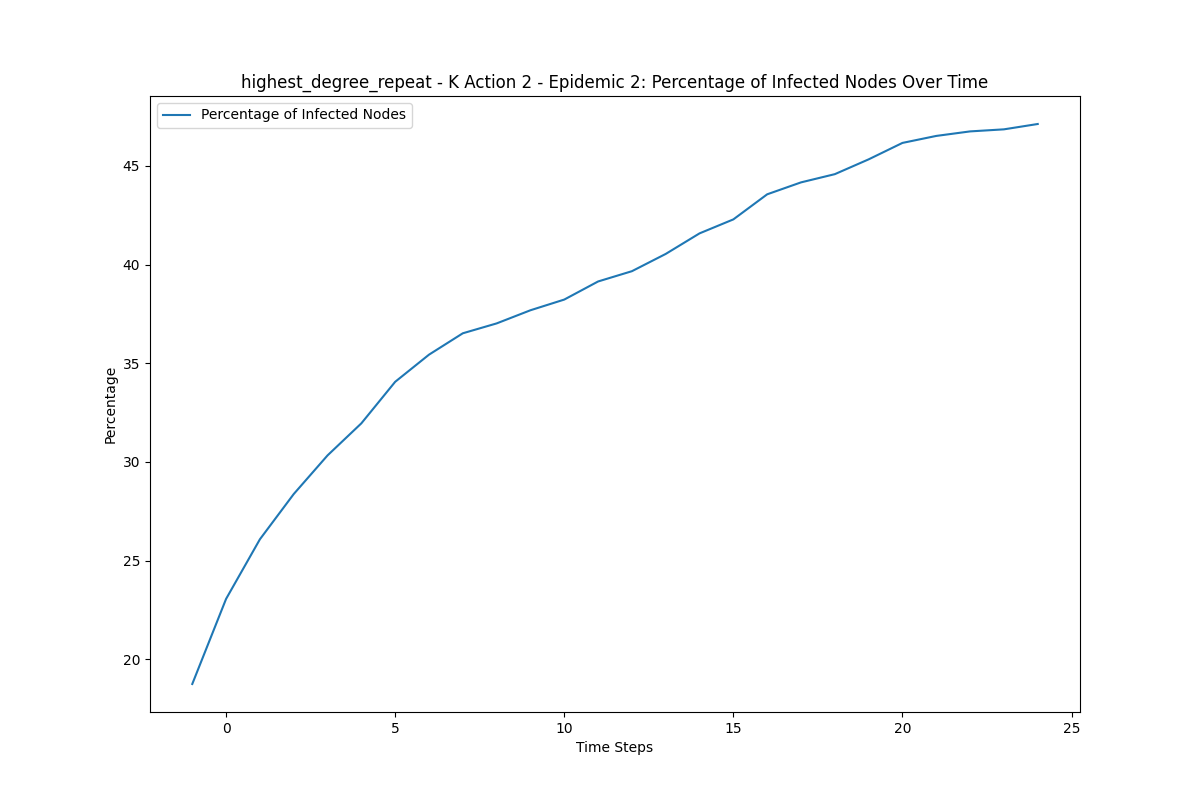 highest_degree_repeat - K Action 2 - Epidemic 2: Percentage of Infected Nodes Over Time
Percentage of Infected Nodes
45
40
35
30
25
20
Percentage
0 5 10 15 20 25
Time Steps